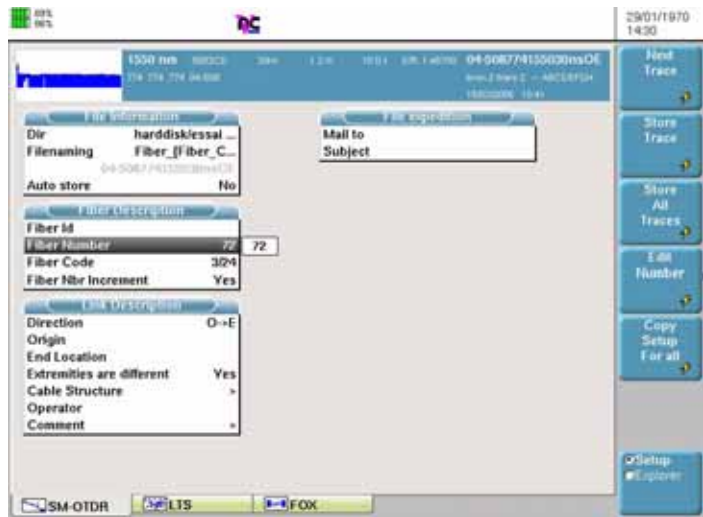 89%
96%
29/01/1970
14:30
1550 nm
Next Trace
File Information
Dir harddisk/essai ...
Filenaming Fiber_[Fiber_C...
Auto store No
File expedition
Mail to
Subject
Store Trace
Fiber Description
Fiber Id
Fiber Number 72 72
Fiber Code 3/24
Fiber Nbr Increment Yes
Store All Traces
Edit Number
Link Description
Direction O->E
Origin
End Location
Extremities are different Yes
Cable Structure >
Operator
Comment »
Copy Setup For all
Setup
Explorer
SM-OTDR LTS FOX